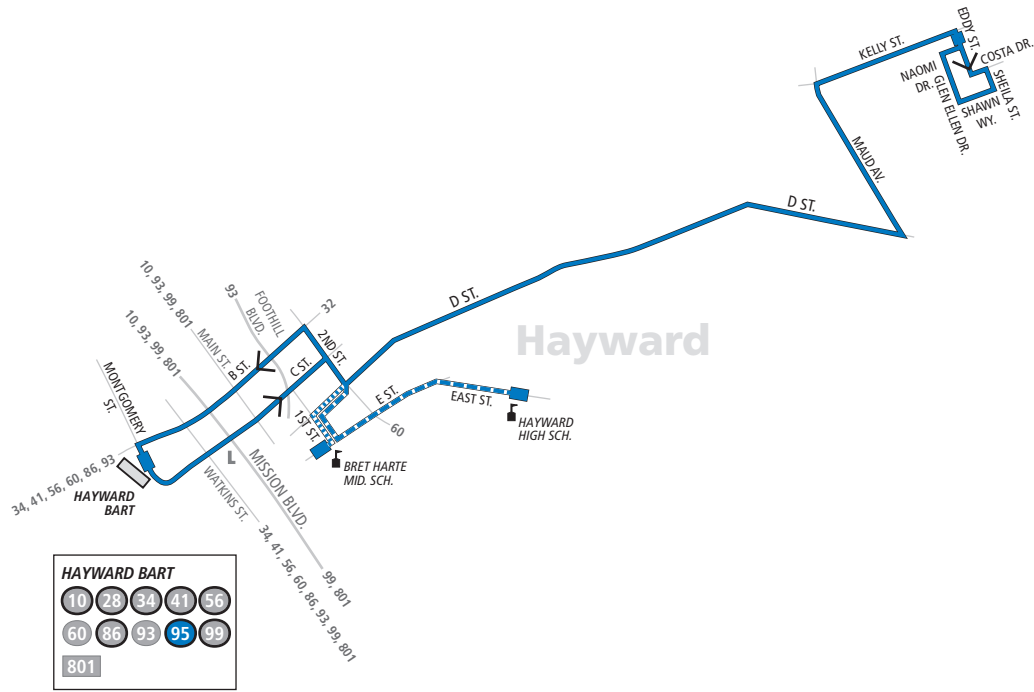 EDDY ST.
KELLY ST.
COSTA DR.
NAOMI
DR.
GLEN ELLEN DR.
SHEILA ST.
SHAWN
WY.
MAUD AV.
D ST.
D ST.
Hayward
10, 93, 99, 801
93
FOOTHILL
BLVD.
32
2ND ST.
10, 93, 99, 801
MAIN ST.
B ST.
C ST.
MONTGOMERY
ST.
E ST.
EAST ST.
1ST ST.
60
HAYWARD
HIGH SCH.
BRET HARTE
MID. SCH.
L
MISSION BLVD.
WATKINS ST.
34, 41, 56, 60, 86, 93
HAYWARD
BART
34, 41, 56, 60, 86, 93, 99, 801
99, 801
HAYWARD BART
10 28 34 41 56
60 86 93 95 99
801